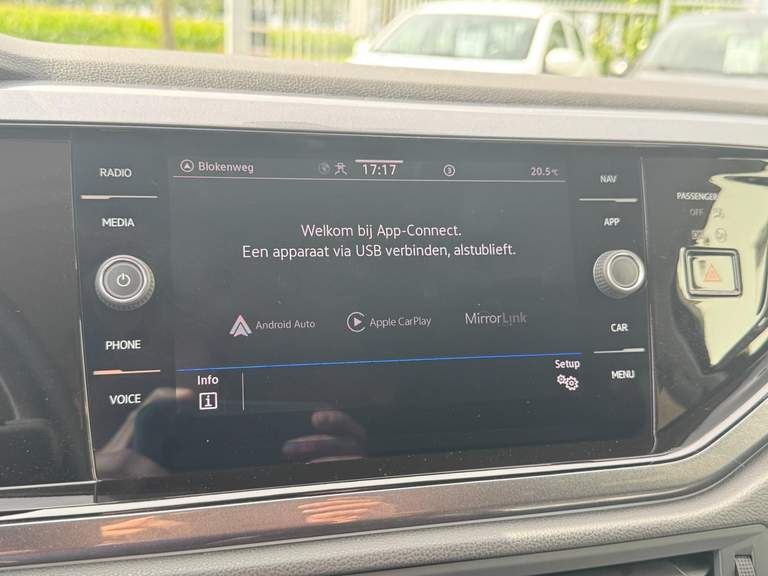 RADIO
MEDIA
PHONE
VOICE
Blokenweg
17:17
3
20.5°C
Welkom bij App-Connect.
Een apparaat via USB verbinden, alstublieft.
Android Auto
Apple CarPlay
MirrorLink
Info
i
Setup
NAV
APP
CAR
MENU
PASSENGER
OFF